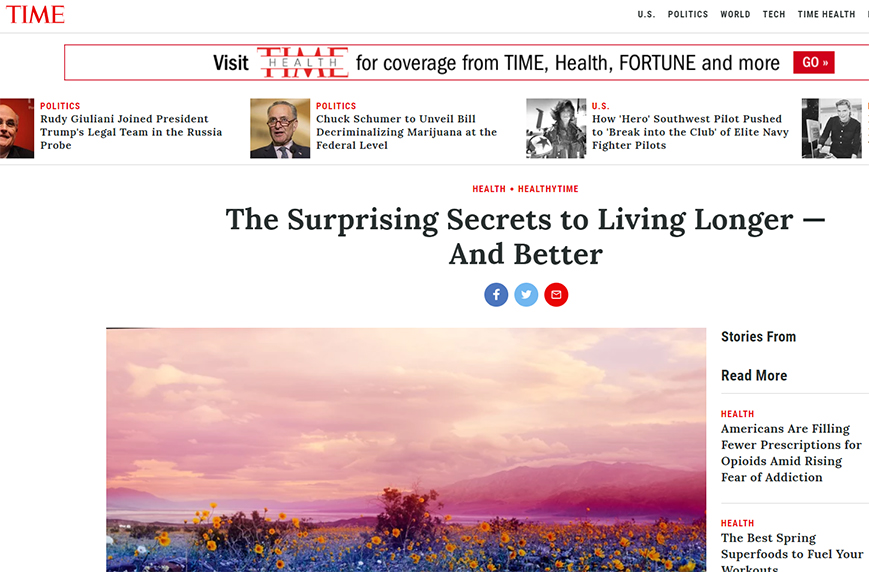 TIME
U.S. POLITICS WORLD TECH TIME HEALTH
Visit TIME HEALTH for coverage from TIME, Health, FORTUNE and more GO »
POLITICS
Rudy Giuliani Joined President
Trump's Legal Team in the Russia
Probe
POLITICS
Chuck Schumer to Unveil Bill
Decriminalizing Marijuana at the
Federal Level
U.S.
How 'Hero' Southwest Pilot Pushed
to 'Break into the Club' of Elite Navy
Fighter Pilots
HEALTH • HEALTHYTIME
The Surprising Secrets to Living Longer —
And Better
Stories From
Read More
HEALTH
Americans Are Filling
Fewer Prescriptions for
Opioids Amid Rising
Fear of Addiction
HEALTH
The Best Spring
Superfoods to Fuel Your
Workouts